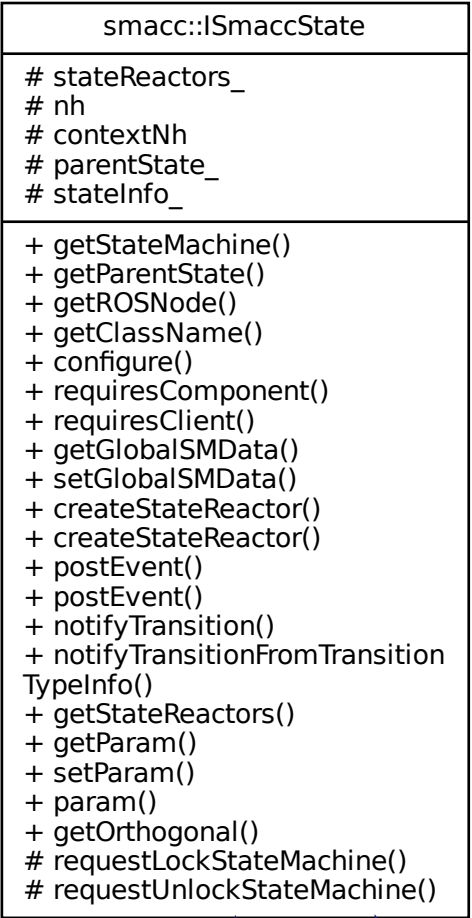 smacc::ISmaccState
# stateReactors_
# nh
# contextNh
# parentState_
# stateInfo_
+ getStateMachine()
+ getParentState()
+ getROSNode()
+ getClassName()
+ configure()
+ requiresComponent()
+ requiresClient()
+ getGlobalSMData()
+ setGlobalSMData()
+ createStateReactor()
+ createStateReactor()
+ postEvent()
+ postEvent()
+ notifyTransition()
+ notifyTransitionFromTransition
TypeInfo()
+ getStateReactors()
+ getParam()
+ setParam()
+ param()
+ getOrthogonal()
# requestLockStateMachine()
# requestUnlockStateMachine()